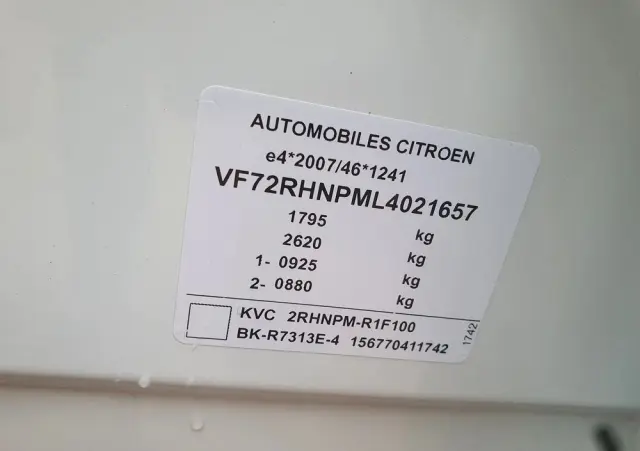 AUTOMOBILES CITROEN
e4*2007/46*1241
VF72RHNPML4021657
1795 kg
2620 kg
1- 0925 kg
2- 0880 kg
KVC 2RHNPM-R1F100
BK-R7313E-4 156770411742
1742